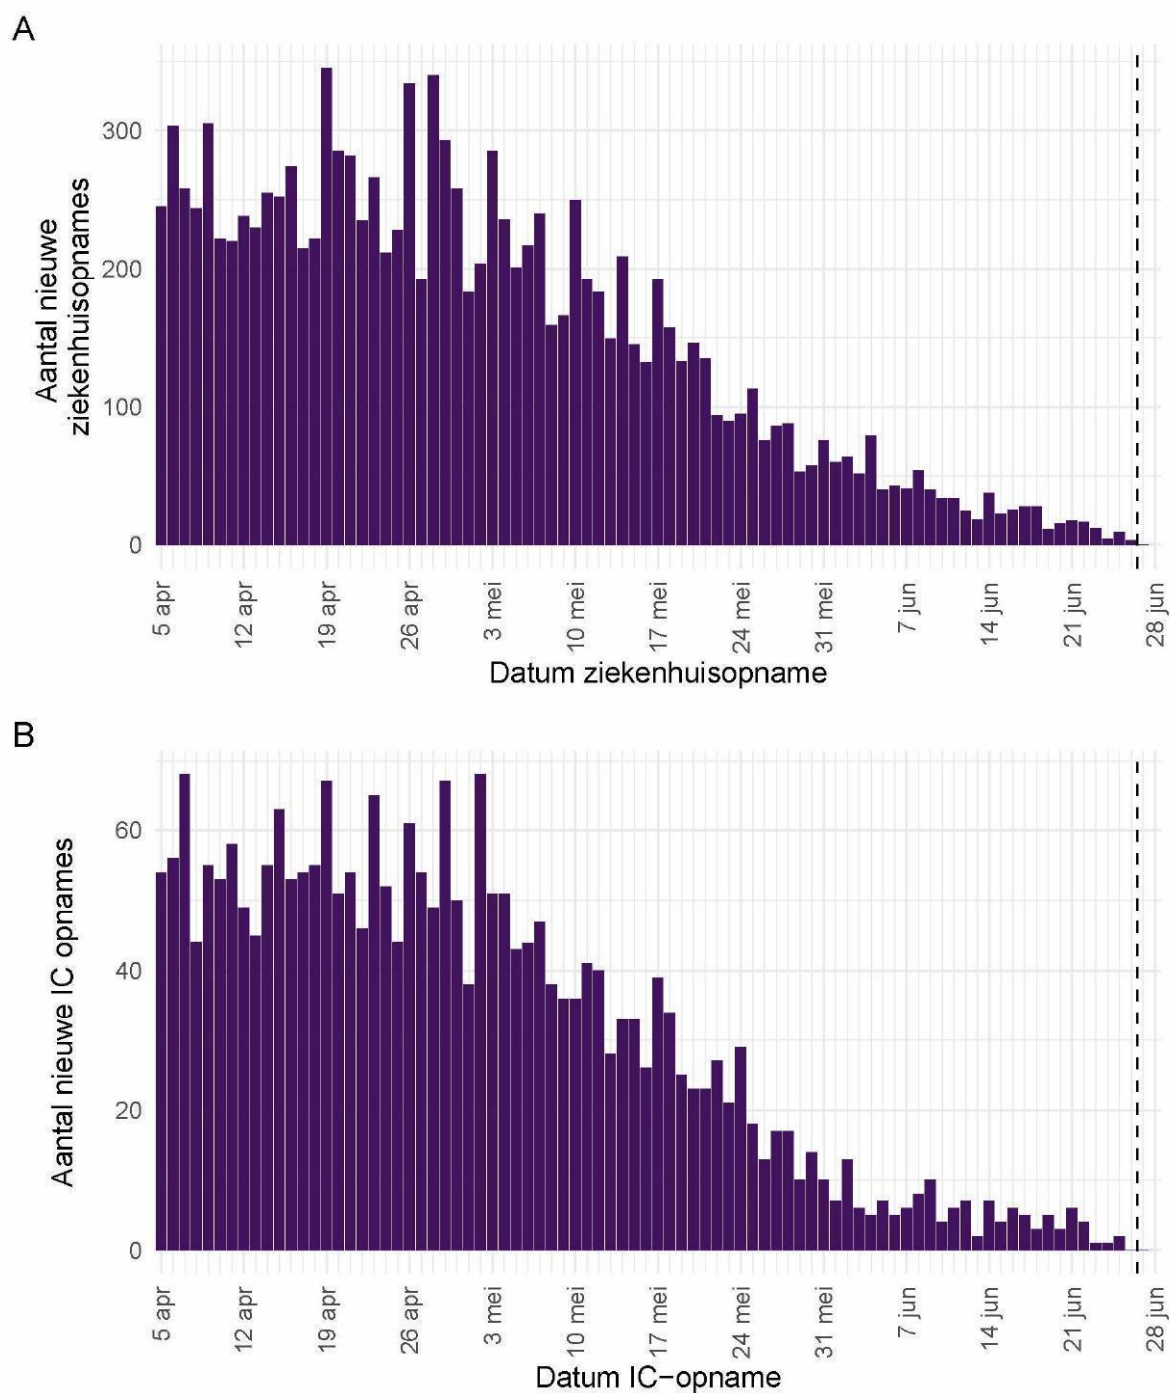 A
300
200
100
0
Aantal nieuwe
ziekenhuisopnames
5 apr
12 apr
19 apr
26 apr
3 mei
10 mei
17 mei
24 mei
31 mei
7 jun
14 jun
21 jun
28 jun
Datum ziekenhuisopname
B
60
40
20
0
Aantal nieuwe IC opnames
5 apr
12 apr
19 apr
26 apr
3 mei
10 mei
17 mei
24 mei
31 mei
7 jun
14 jun
21 jun
28 jun
Datum IC−opname